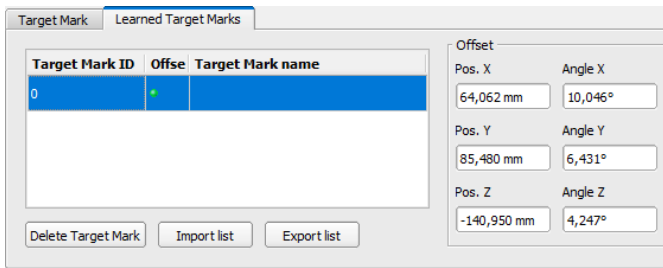 Target Mark
Learned Target Marks
Target Mark ID Offse Target Mark name
0
Delete Target Mark Import list Export list
Offset
Pos. X Angle X
64,062 mm 10,046°
Pos. Y Angle Y
85,480 mm 6,431°
Pos. Z Angle Z
-140,950 mm 4,247°